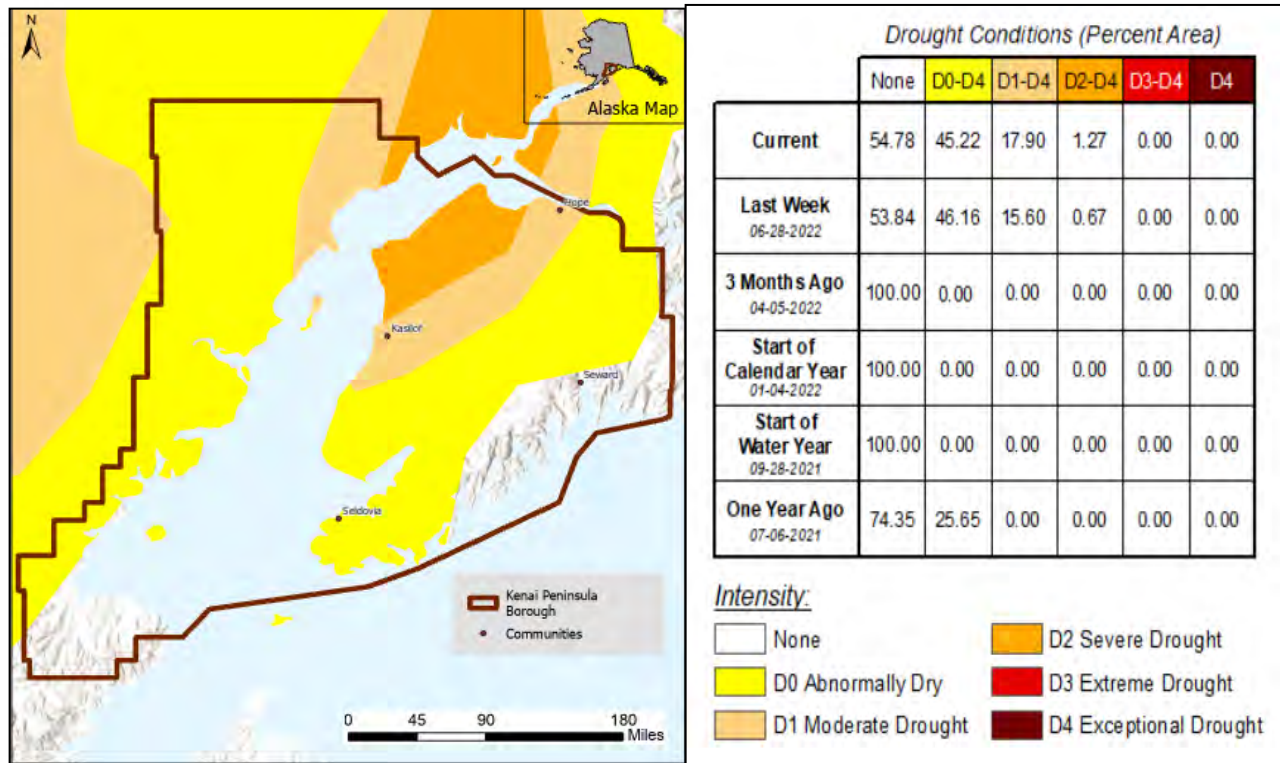 N
Alaska Map
Hope
Kasilof
Seward
Seldovia
Kenai Peninsula
Borough
Communities
0 45 90 180
Miles
Drought Conditions (Percent Area)
None D0-D4 D1-D4 D2-D4 D3-D4 D4
Current 54.78 45.22 17.90 1.27 0.00 0.00
Last Week
06-28-2022
53.84 46.16 15.60 0.67 0.00 0.00
3 Months Ago
04-05-2022
100.00 0.00 0.00 0.00 0.00 0.00
Start of
Calendar Year
01-04-2022
100.00 0.00 0.00 0.00 0.00 0.00
Start of
Water Year
09-28-2021
100.00 0.00 0.00 0.00 0.00 0.00
One Year Ago
07-06-2021
74.35 25.65 0.00 0.00 0.00 0.00
Intensity:
None
D0 Abnormally Dry
D1 Moderate Drought
D2 Severe Drought
D3 Extreme Drought
D4 Exceptional Drought